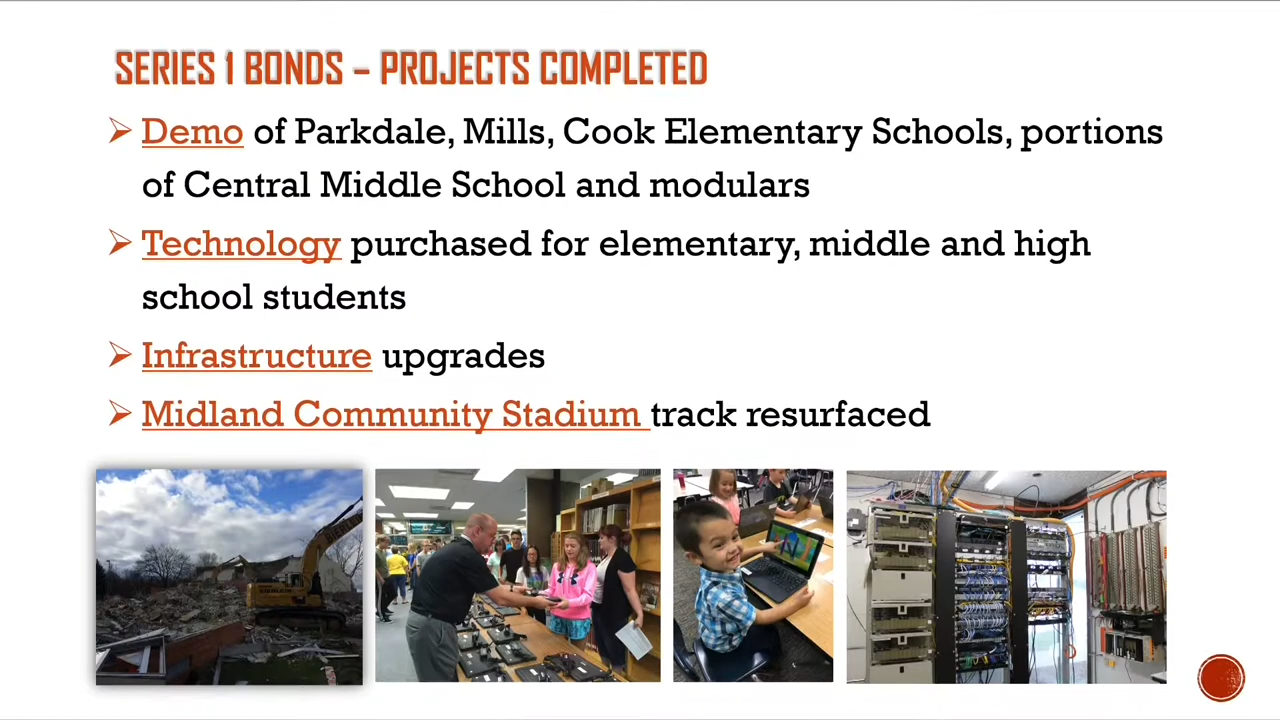 SERIES 1 BONDS – PROJECTS COMPLETED
Demo of Parkdale, Mills, Cook Elementary Schools, portions
of Central Middle School and modulars
Technology purchased for elementary, middle and high
school students
Infrastructure upgrades
Midland Community Stadium track resurfaced